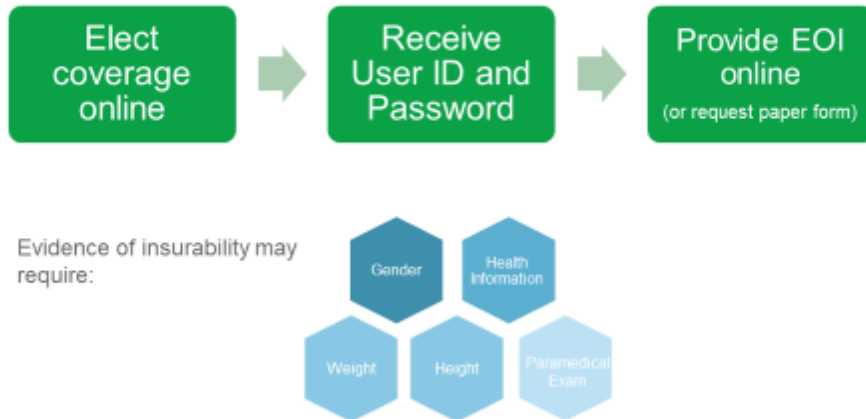 Elect
coverage
online
Receive
User ID and
Password
Provide EOI
online
(or request paper form)
Evidence of insurability may
require:
Gender
Health
Information
Weight
Height
Paramedical
Exam